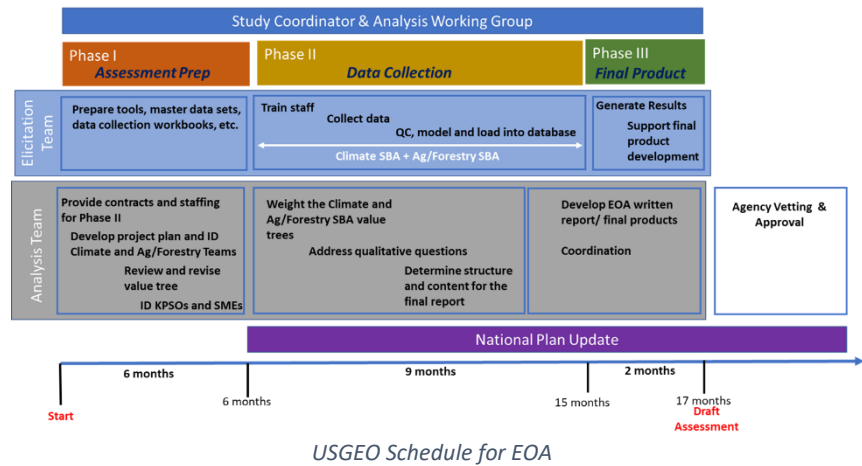 Study Coordinator & Analysis Working Group
Phase I
Assessment Prep
Phase II
Data Collection
Phase III
Final Product
Elicitation
Team
Prepare tools, master data sets,
data collection workbooks, etc.
Train staff
Collect data
QC, model and load into database
Climate SBA + Ag/Forestry SBA
Generate Results
Support final
product
development
Analysis Team
Provide contracts and staffing
for Phase II
Develop project plan and ID
Climate and Ag/Forestry Teams
Review and revise
value tree
ID KPSOs and SMEs
Weight the Climate and
Ag/Forestry SBA value
trees
Address qualitative questions
Determine structure
and content for the
final report
Develop EOA written
report/ final products
Coordination
Agency Vetting &
Approval
National Plan Update
6 months
9 months
2 months
Start
6 months
15 months
17 months
Draft
Assessment
USGEO Schedule for EOA